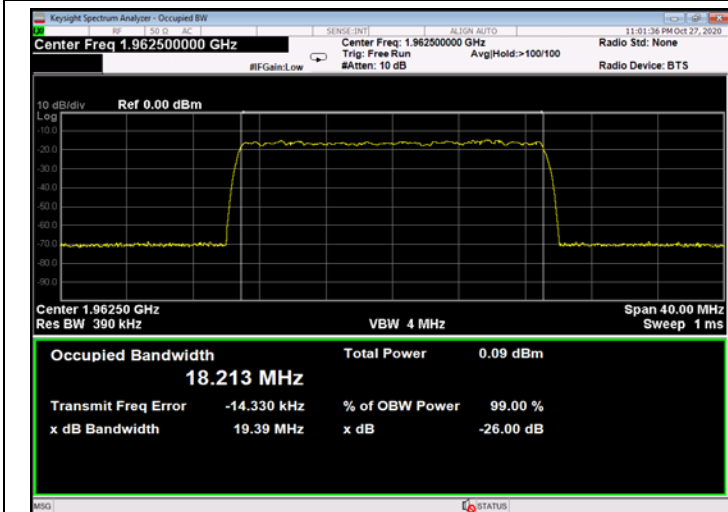 Keysight Spectrum Analyzer - Occupied BW
RF 50 Ω AC SENSE:INT ALIGN AUTO 11:01:36 PM Oct 27, 2020
Center Freq 1.962500000 GHz
Center Freq: 1.962500000 GHz
Radio Std: None
Trig: Free Run Avg|Hold:>100/100
#IFGain:Low #Atten: 10 dB Radio Device: BTS
10 dB/div Ref 0.00 dBm
Log
-10.0
-20.0
-30.0
-40.0
-50.0
-60.0
-70.0
-80.0
-90.0
Center 1.96250 GHz Span 40.00 MHz
Res BW 390 kHz VBW 4 MHz Sweep 1 ms
Occupied Bandwidth Total Power 0.09 dBm
18.213 MHz
Transmit Freq Error -14.330 kHz % of OBW Power 99.00 %
x dB Bandwidth 19.39 MHz x dB -26.00 dB
MSG STATUS